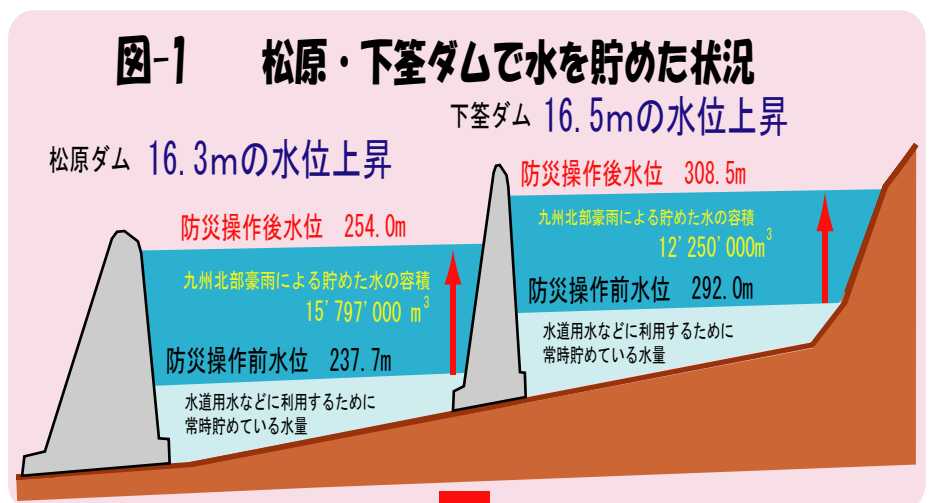 図-1 松原・下筌ダムで水を貯めた状況
下筌ダム 16.5mの水位上昇
松原ダム 16.3mの水位上昇
防災操作後水位 308.5m
九州北部豪雨による貯めた水の容積
12'250'000m³
防災操作前水位 292.0m
水道用水などに利用するために
常時貯めている水量
防災操作後水位 254.0m
九州北部豪雨による貯めた水の容積
15'797'000 m³
防災操作前水位 237.7m
水道用水などに利用するために
常時貯めている水量